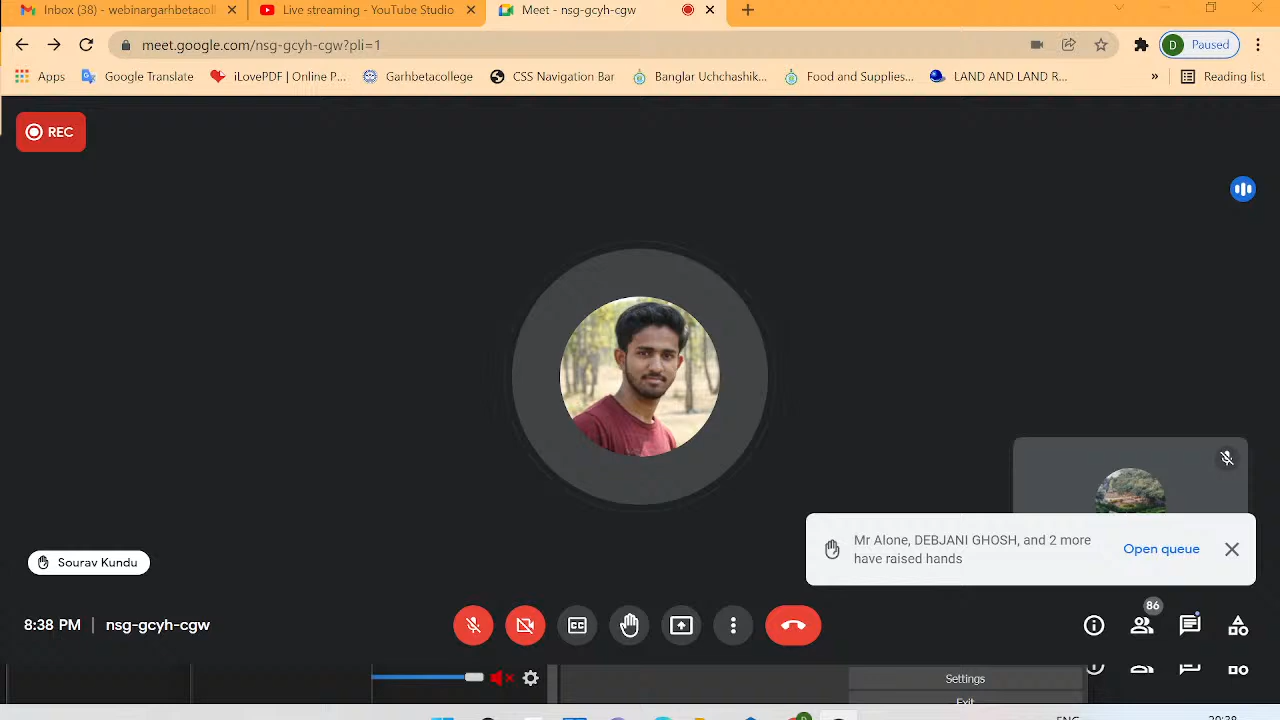 Inbox (38) - webinargarhbetacoll
Live streaming - YouTube Studio
Meet - nsg-gcyh-cgw
meet.google.com/nsg-gcyh-cgw?pli=1
D Paused
Apps
Google Translate
iLovePDF | Online P...
Garhbetacollege
CSS Navigation Bar
Banglar Uchchashik...
Food and Supplies...
LAND AND LAND R...
»
Reading list
REC
Mr Alone, DEBJANI GHOSH, and 2 more
have raised hands
Open queue
Sourav Kundu
8:38 PM | nsg-gcyh-cgw
CC
86
Settings
Exit